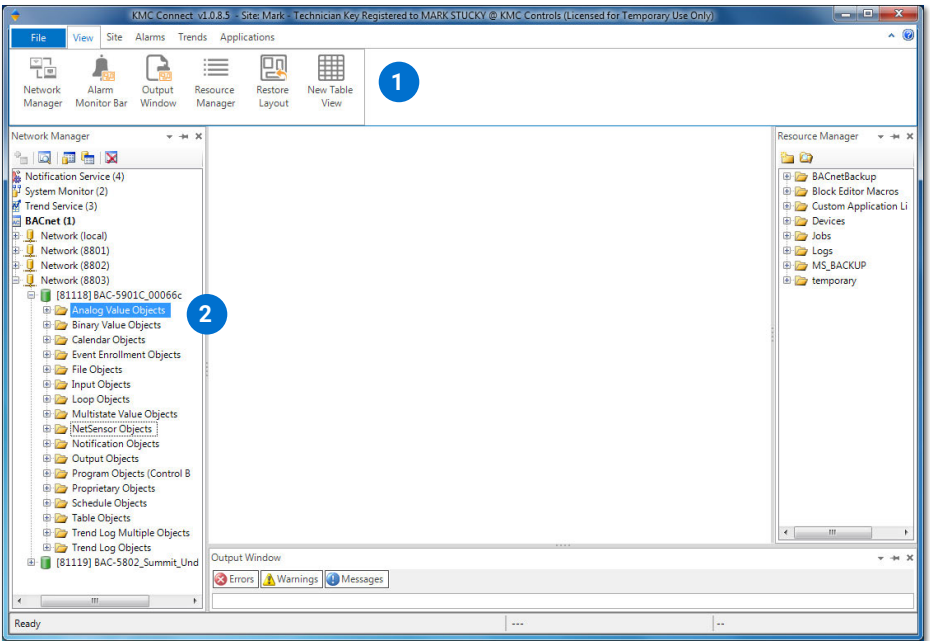 KMC Connect v1.0.8.5 - Site: Mark - Technician Key Registered to MARK STUCKY @ KMC Controls (Licensed for Temporary Use Only)
File View Site Alarms Trends Applications
Network Manager
Alarm Monitor Bar
Output Window
Resource Manager
Restore Layout
New Table View
1
Network Manager
Notification Service (4)
System Monitor (2)
Trend Service (3)
BACnet (1)
Network (local)
Network (8801)
Network (8802)
Network (8803)
[81118] BAC-5901C_00066c
Analog Value Objects
2
Binary Value Objects
Calendar Objects
Event Enrollment Objects
File Objects
Input Objects
Loop Objects
Multistate Value Objects
NetSensor Objects
Notification Objects
Output Objects
Program Objects (Control B
Proprietary Objects
Schedule Objects
Table Objects
Trend Log Multiple Objects
Trend Log Objects
[81119] BAC-5802_Summit_Und
Resource Manager
BACnetBackup
Block Editor Macros
Custom Application Li
Devices
Jobs
Logs
MS_BACKUP
temporary
Output Window
Errors Warnings Messages
Ready --- --